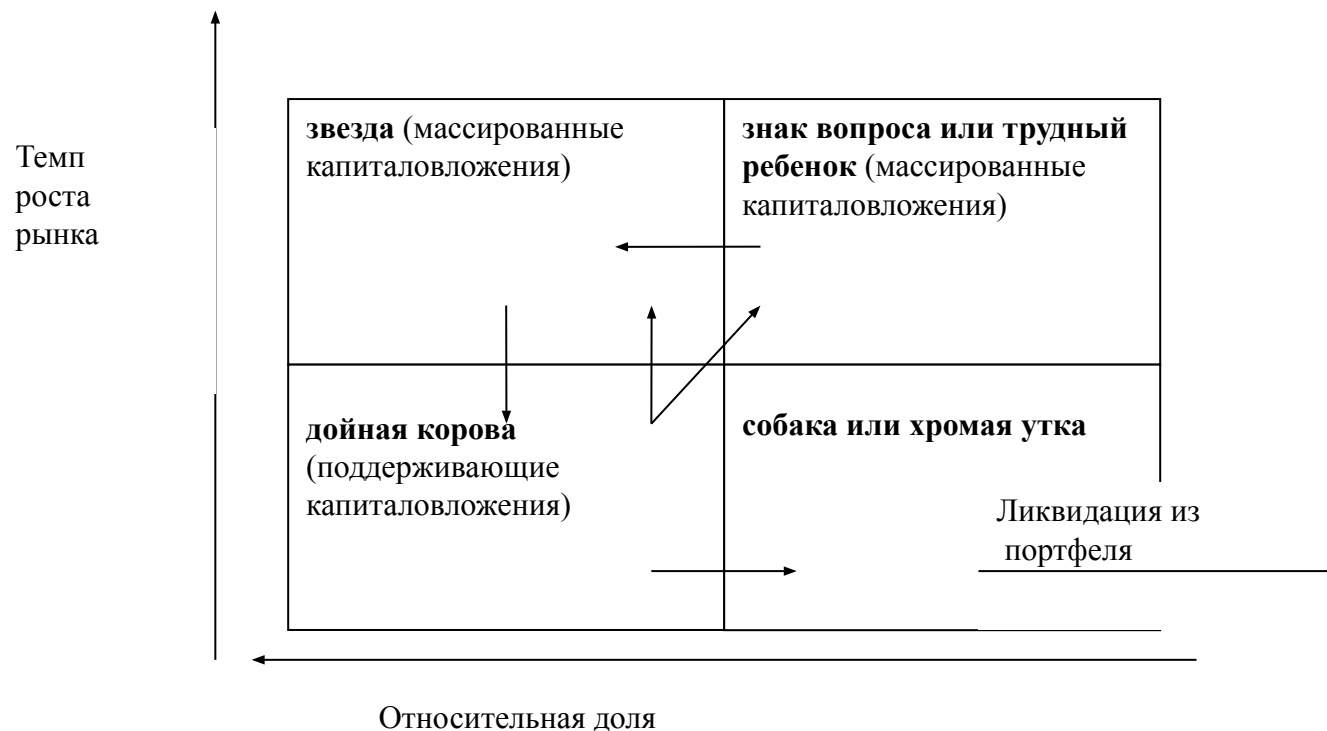 Темп
роста
рынка
звезда (массированные
капиталовложения)
знак вопроса или трудный
ребенок (массированные
капиталовложения)
дойная корова
(поддерживающие
капиталовложения)
собака или хромая утка
Ликвидация из
портфеля
Относительная доля